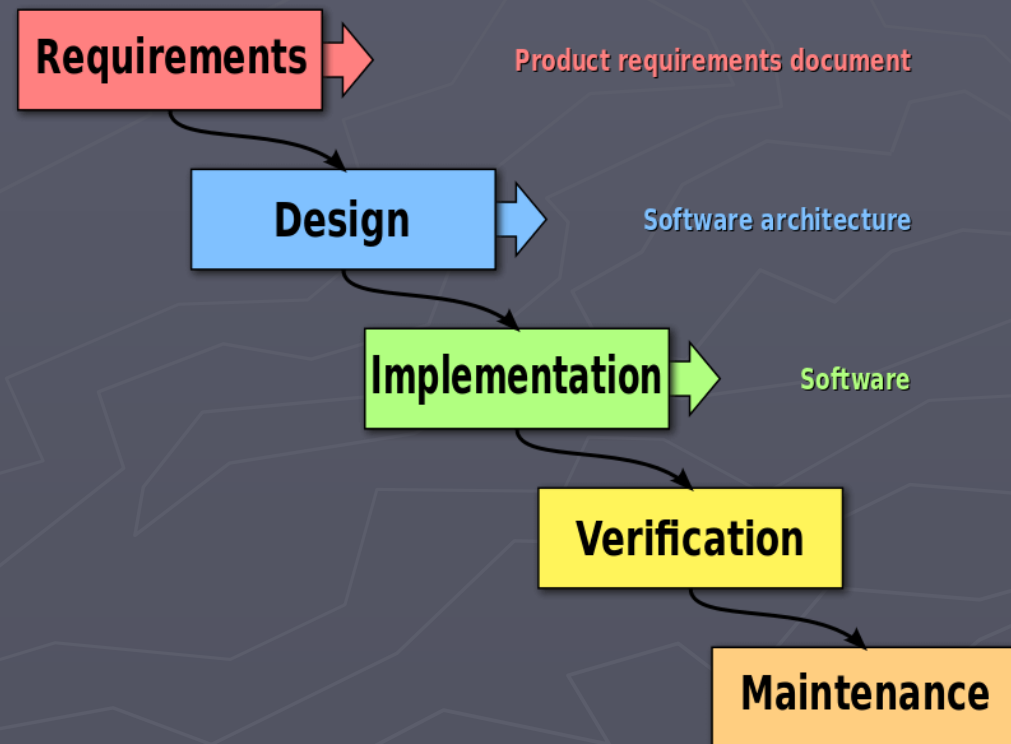 Requirements
Product requirements document
Design
Software architecture
Implementation
Software
Verification
Maintenance